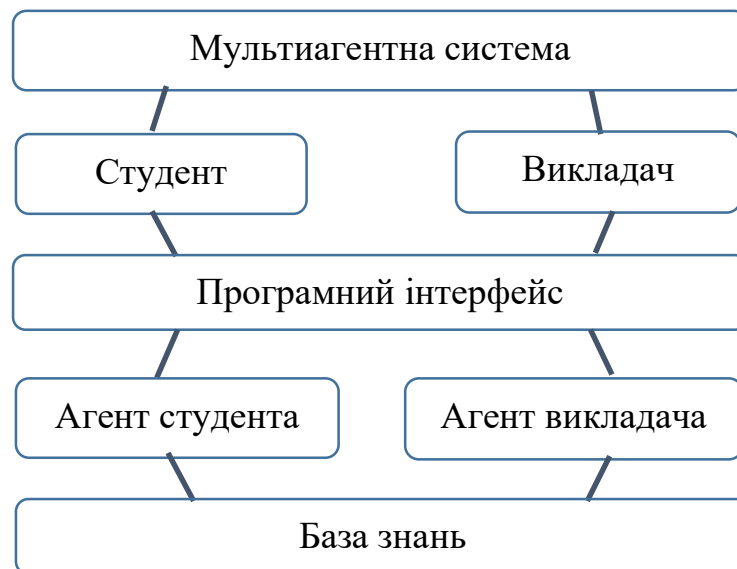 Мультиагентна система
Студент
Викладач
Програмний інтерфейс
Агент студента
Агент викладача
База знань